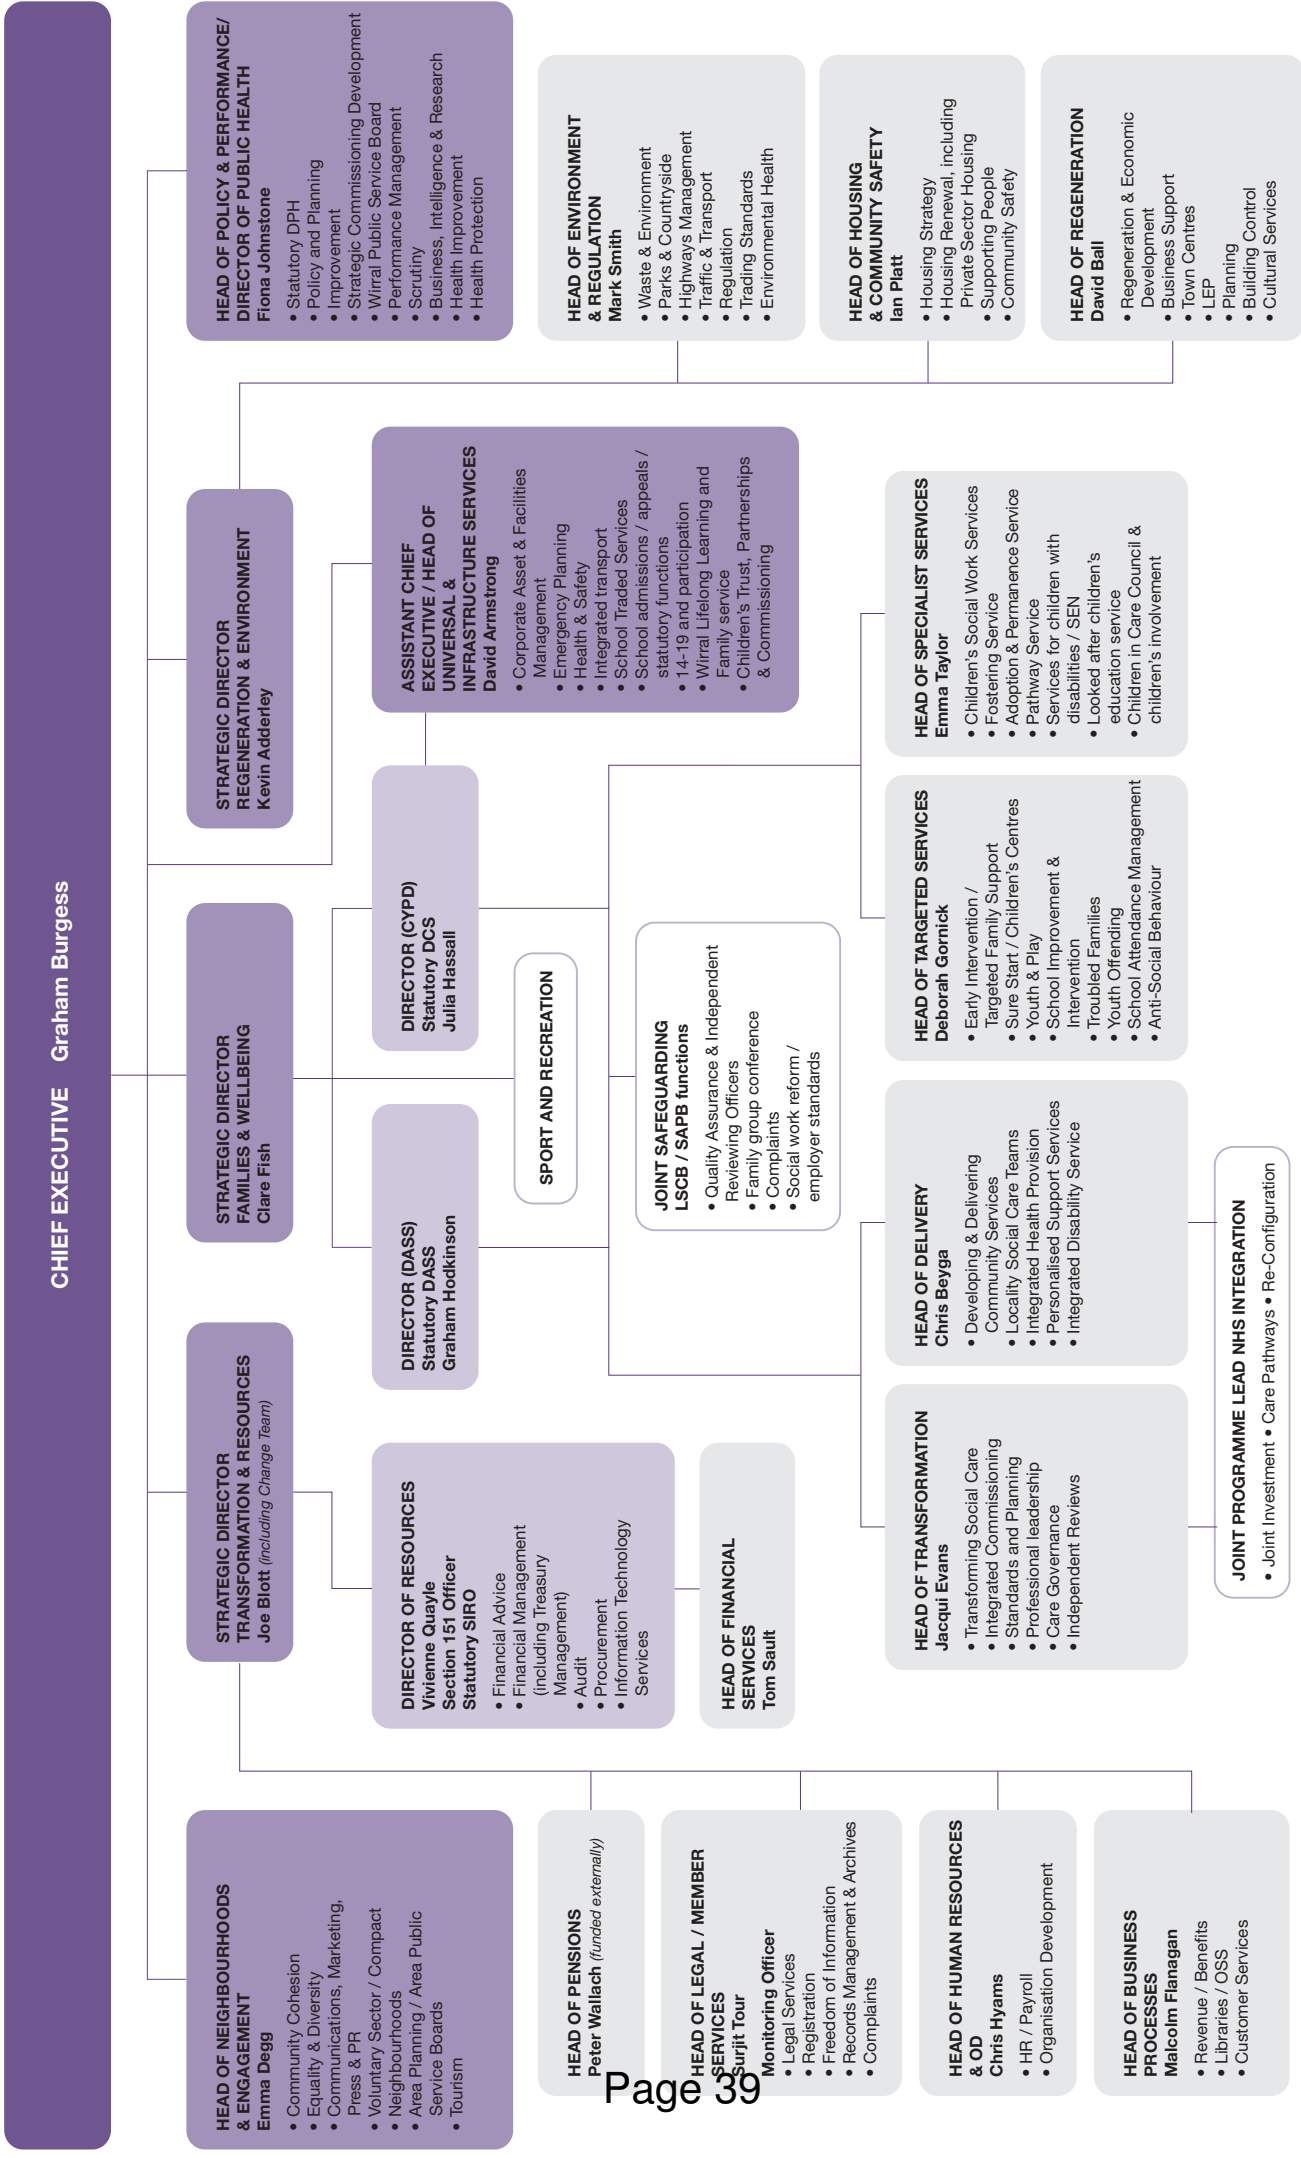 CHIEF EXECUTIVE Graham Burgess
HEAD OF NEIGHBOURHOODS
& ENGAGEMENT
Emma Degg
• Community Cohesion
• Equality & Diversity
• Communications, Marketing,
Press & PR
• Voluntary Sector / Compact
• Neighbourhoods
• Area Planning / Area Public
Service Boards
• Tourism
STRATEGIC DIRECTOR
TRANSFORMATION & RESOURCES
Joe Blott (including Change Team)
STRATEGIC DIRECTOR
FAMILIES & WELLBEING
Clare Fish
STRATEGIC DIRECTOR
REGENERATION & ENVIRONMENT
Kevin Adderley
HEAD OF POLICY & PERFORMANCE/
DIRECTOR OF PUBLIC HEALTH
Fiona Johnstone
• Statutory DPH
• Policy and Planning
• Improvement
• Strategic Commissioning Development
• Wirral Public Service Board
• Performance Management
• Scrutiny
• Business, Intelligence & Research
• Health Improvement
• Health Protection
DIRECTOR OF RESOURCES
Vivienne Quayle
Section 151 Officer
Statutory SIRO
• Financial Advice
• Financial Management
(including Treasury
Management)
• Audit
• Procurement
• Information Technology
Services
DIRECTOR (DASS)
Statutory DASS
Graham Hodkinson
DIRECTOR (CYPD)
Statutory DCS
Julia Hassall
ASSISTANT CHIEF
EXECUTIVE / HEAD OF
UNIVERSAL &
INFRASTRUCTURE SERVICES
David Armstrong
• Corporate Asset & Facilities
Management
• Emergency Planning
• Health & Safety
• Integrated transport
• School Traded Services
• School admissions / appeals /
statutory functions
• 14-19 and participation
• Wirral Lifelong Learning and
Family service
• Children's Trust, Partnerships
& Commissioning
SPORT AND RECREATION
HEAD OF PENSIONS
Peter Wallach (funded externally)
HEAD OF ENVIRONMENT
& REGULATION
Mark Smith
• Waste & Environment
• Parks & Countryside
• Highways Management
• Traffic & Transport
• Regulation
• Trading Standards
• Environmental Health
HEAD OF LEGAL / MEMBER
SERVICES
Surjit Tour
Monitoring Officer
• Legal Services
• Registration
• Freedom of Information
• Records Management & Archives
• Complaints
HEAD OF FINANCIAL
SERVICES
Tom Sault
JOINT SAFEGUARDING
LSCB / SAPB functions
• Quality Assurance & Independent
Reviewing Officers
• Family group conference
• Complaints
• Social work reform /
employer standards
HEAD OF HOUSING
& COMMUNITY SAFETY
Ian Platt
• Housing Strategy
• Housing Renewal, including
Private Sector Housing
• Supporting People
• Community Safety
HEAD OF HUMAN RESOURCES
& OD
Chris Hyams
• HR / Payroll
• Organisation Development
HEAD OF TRANSFORMATION
Jacqui Evans
• Transforming Social Care
• Integrated Commissioning
• Standards and Planning
• Professional leadership
• Care Governance
• Independent Reviews
HEAD OF DELIVERY
Chris Beyga
• Developing & Delivering
Community Services
• Locality Social Care Teams
• Integrated Health Provision
• Personalised Support Services
• Integrated Disability Service
HEAD OF TARGETED SERVICES
Deborah Gornick
• Early Intervention /
Targeted Family Support
• Sure Start / Children's Centres
• Youth & Play
• School Improvement &
Intervention
• Troubled Families
• Youth Offending
• School Attendance Management
• Anti-Social Behaviour
HEAD OF SPECIALIST SERVICES
Emma Taylor
• Children's Social Work Services
• Fostering Service
• Adoption & Permanence Service
• Pathway Service
• Services for children with
disabilities / SEN
• Looked after children's
education service
• Children in Care Council &
children's involvement
HEAD OF REGENERATION
David Ball
• Regeneration & Economic
Development
• Business Support
• Town Centres
• LEP
• Planning
• Building Control
• Cultural Services
HEAD OF BUSINESS
PROCESSES
Malcolm Flanagan
• Revenue / Benefits
• Libraries / OSS
• Customer Services
JOINT PROGRAMME LEAD NHS INTEGRATION
• Joint Investment • Care Pathways • Re-Configuration
Page 39